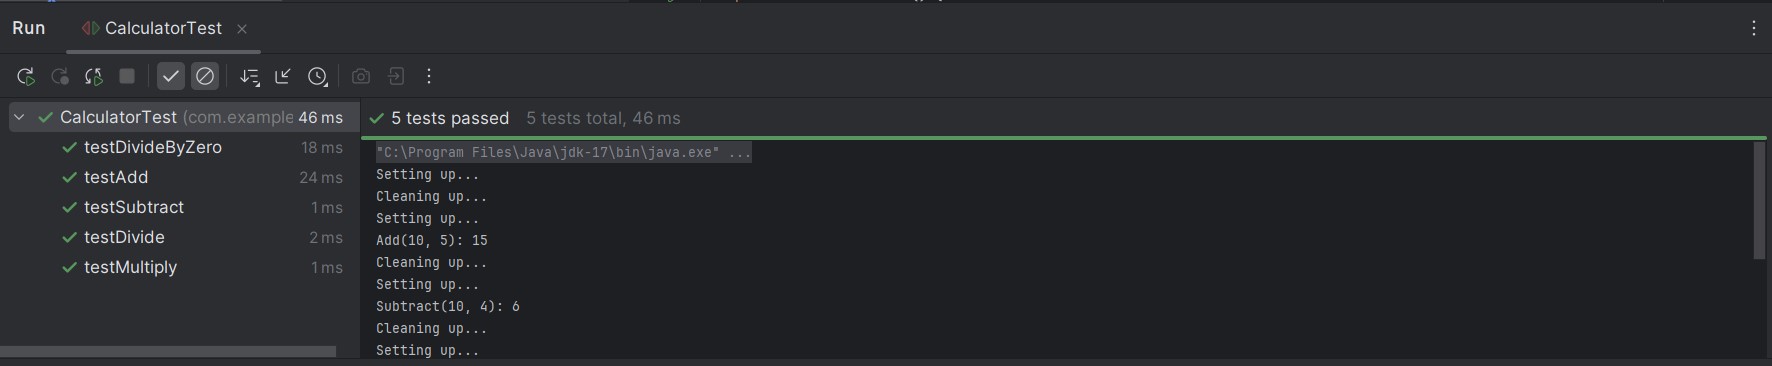 Run CalculatorTest
CalculatorTest (com.example 46 ms
testDivideByZero 18 ms
testAdd 24 ms
testSubtract 1 ms
testDivide 2 ms
testMultiply 1 ms
5 tests passed 5 tests total, 46 ms
"C:\Program Files\Java\jdk-17\bin\java.exe" ...
Setting up...
Cleaning up...
Setting up...
Add(10, 5): 15
Cleaning up...
Setting up...
Subtract(10, 4): 6
Cleaning up...
Setting up...